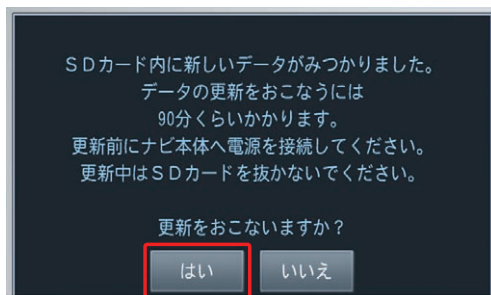 ＳＤカード内に新しいデータがみつかりました。
データの更新をおこなうには
90分くらいかかります。
更新前にナビ本体へ電源を接続してください。
更新中はＳＤカードを抜かないでください。
更新をおこないますか？
はい
いいえ